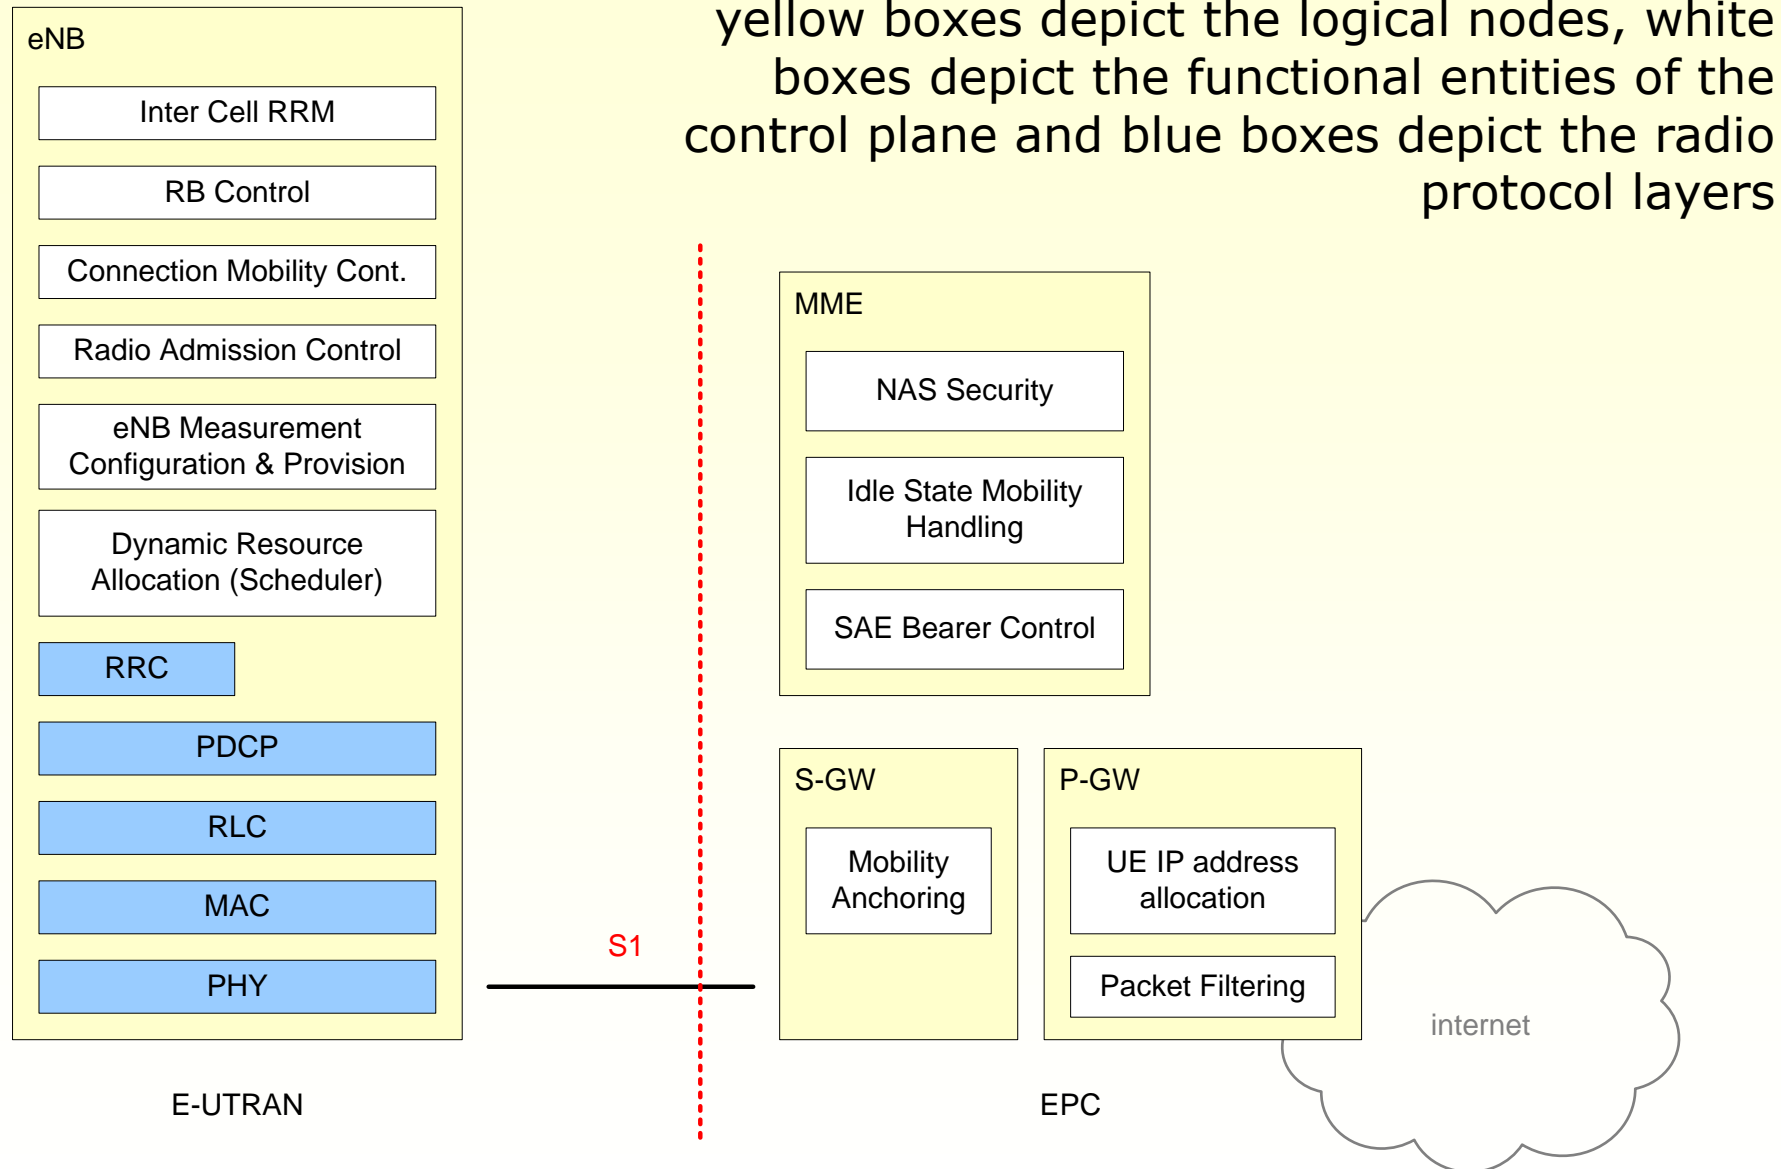 yellow boxes depict the logical nodes, white
boxes depict the functional entities of the
control plane and blue boxes depict the radio
protocol layers
eNB
Inter Cell RRM
RB Control
Connection Mobility Cont.
Radio Admission Control
eNB Measurement
Configuration & Provision
Dynamic Resource
Allocation (Scheduler)
RRC
PDCP
RLC
MAC
PHY
E-UTRAN
S1
MME
NAS Security
Idle State Mobility
Handling
SAE Bearer Control
S-GW
Mobility
Anchoring
P-GW
UE IP address
allocation
Packet Filtering
internet
EPC